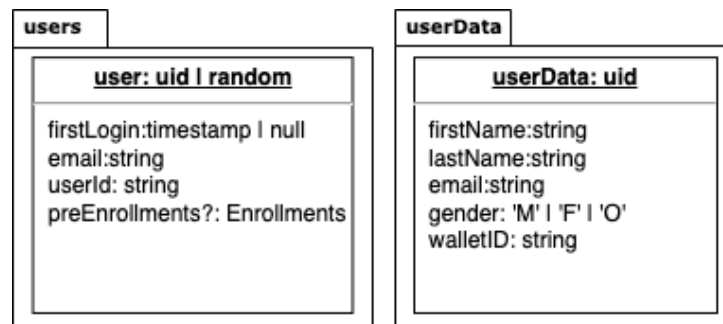 users
user: uid | random
firstLogin:timestamp | null
email:string
userId: string
preEnrollments?: Enrollments
userData
userData: uid
firstName:string
lastName:string
email:string
gender: 'M' | 'F' | 'O'
walletID: string